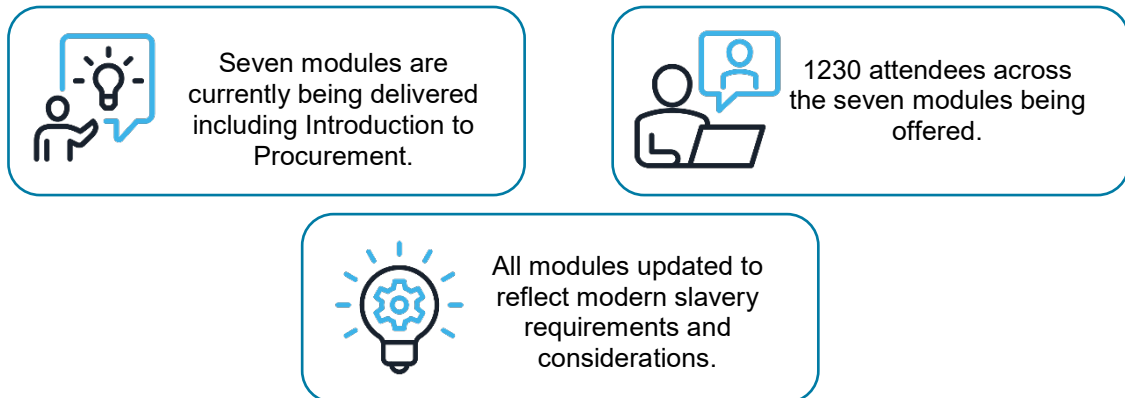 Seven modules are
currently being delivered
including Introduction to
Procurement.
1230 attendees across
the seven modules being
offered.
All modules updated to
reflect modern slavery
requirements and
considerations.